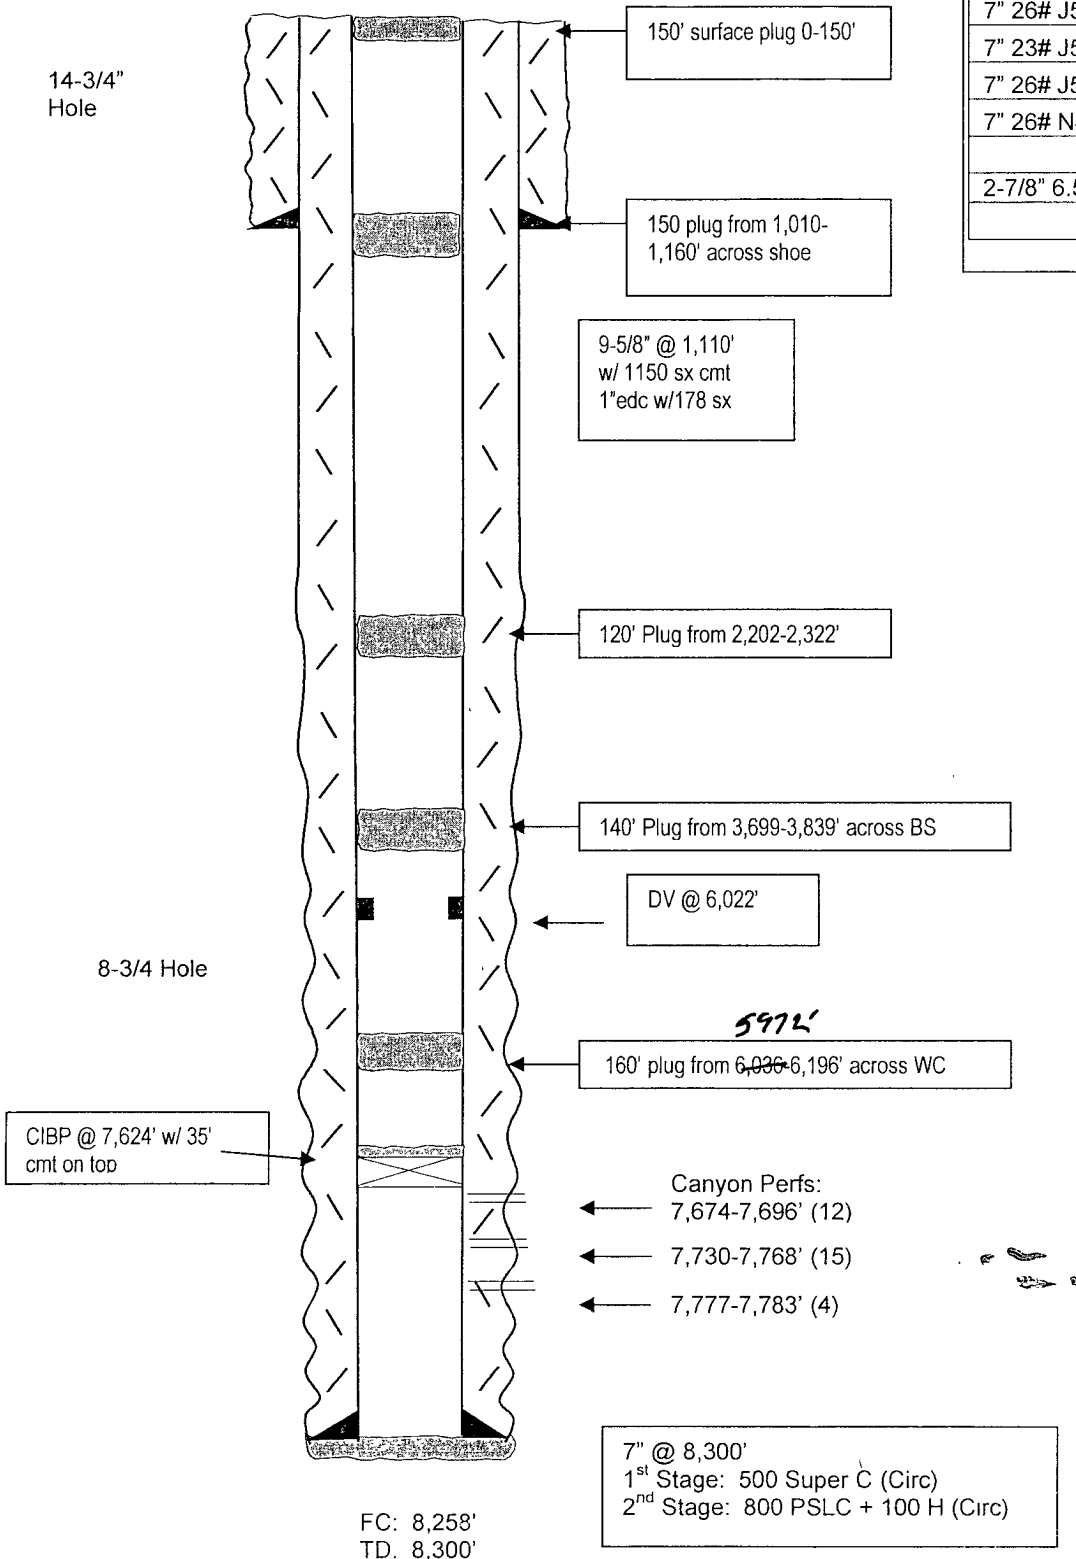 150' surface plug 0-150'
7" 26# J5
7" 23# J5
7" 26# J5
7" 26# N
2-7/8" 6.5
14-3/4"
Hole
150 plug from 1,010-
1,160' across shoe
9-5/8" @ 1,110'
w/ 1150 sx cmt
1"edc w/178 sx
120' Plug from 2,202-2,322'
140' Plug from 3,699-3,839' across BS
DV @ 6,022'
8-3/4 Hole
5972'
160' plug from 6,036-6,196' across WC
CIBP @ 7,624' w/ 35'
cmt on top
Canyon Perfs:
7,674-7,696' (12)
7,730-7,768' (15)
7,777-7,783' (4)
7" @ 8,300'
1st Stage: 500 Super C (Circ)
2nd Stage: 800 PSLC + 100 H (Circ)
FC: 8,258'
TD. 8,300'